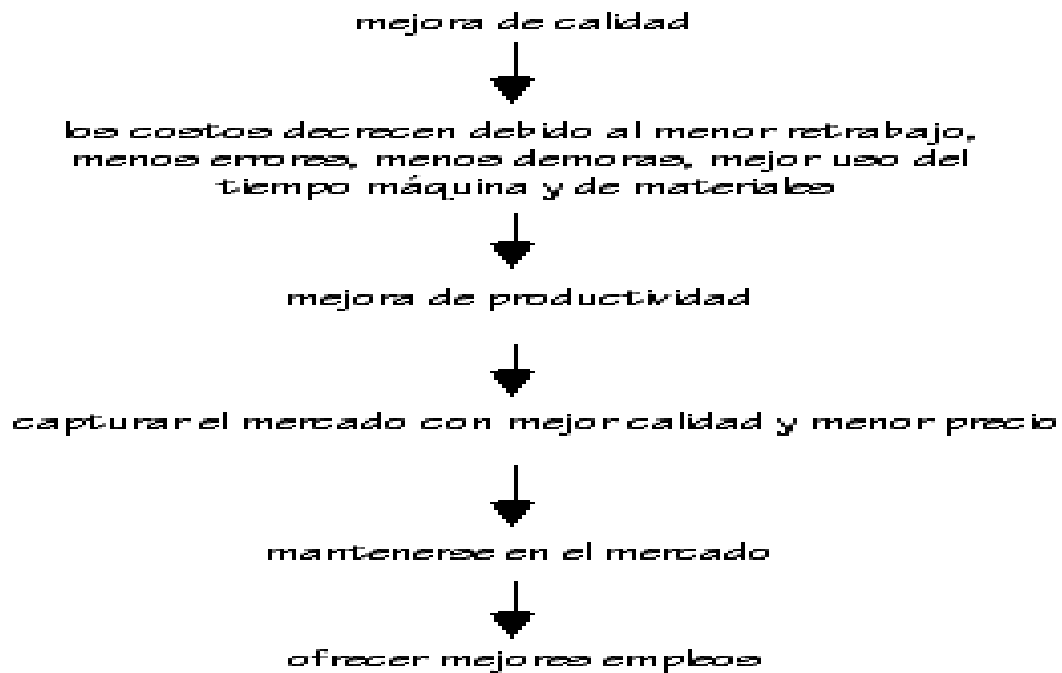 mejora de calidad
los costos decrecen debido al menor retrabajo,
menos errores, menos demoras, mejor uso del
tiempo máquina y de materiales
mejora de productividad
capturar el mercado con mejor calidad y menor precio
mantenerse en el mercado
ofrecer mejores empleos